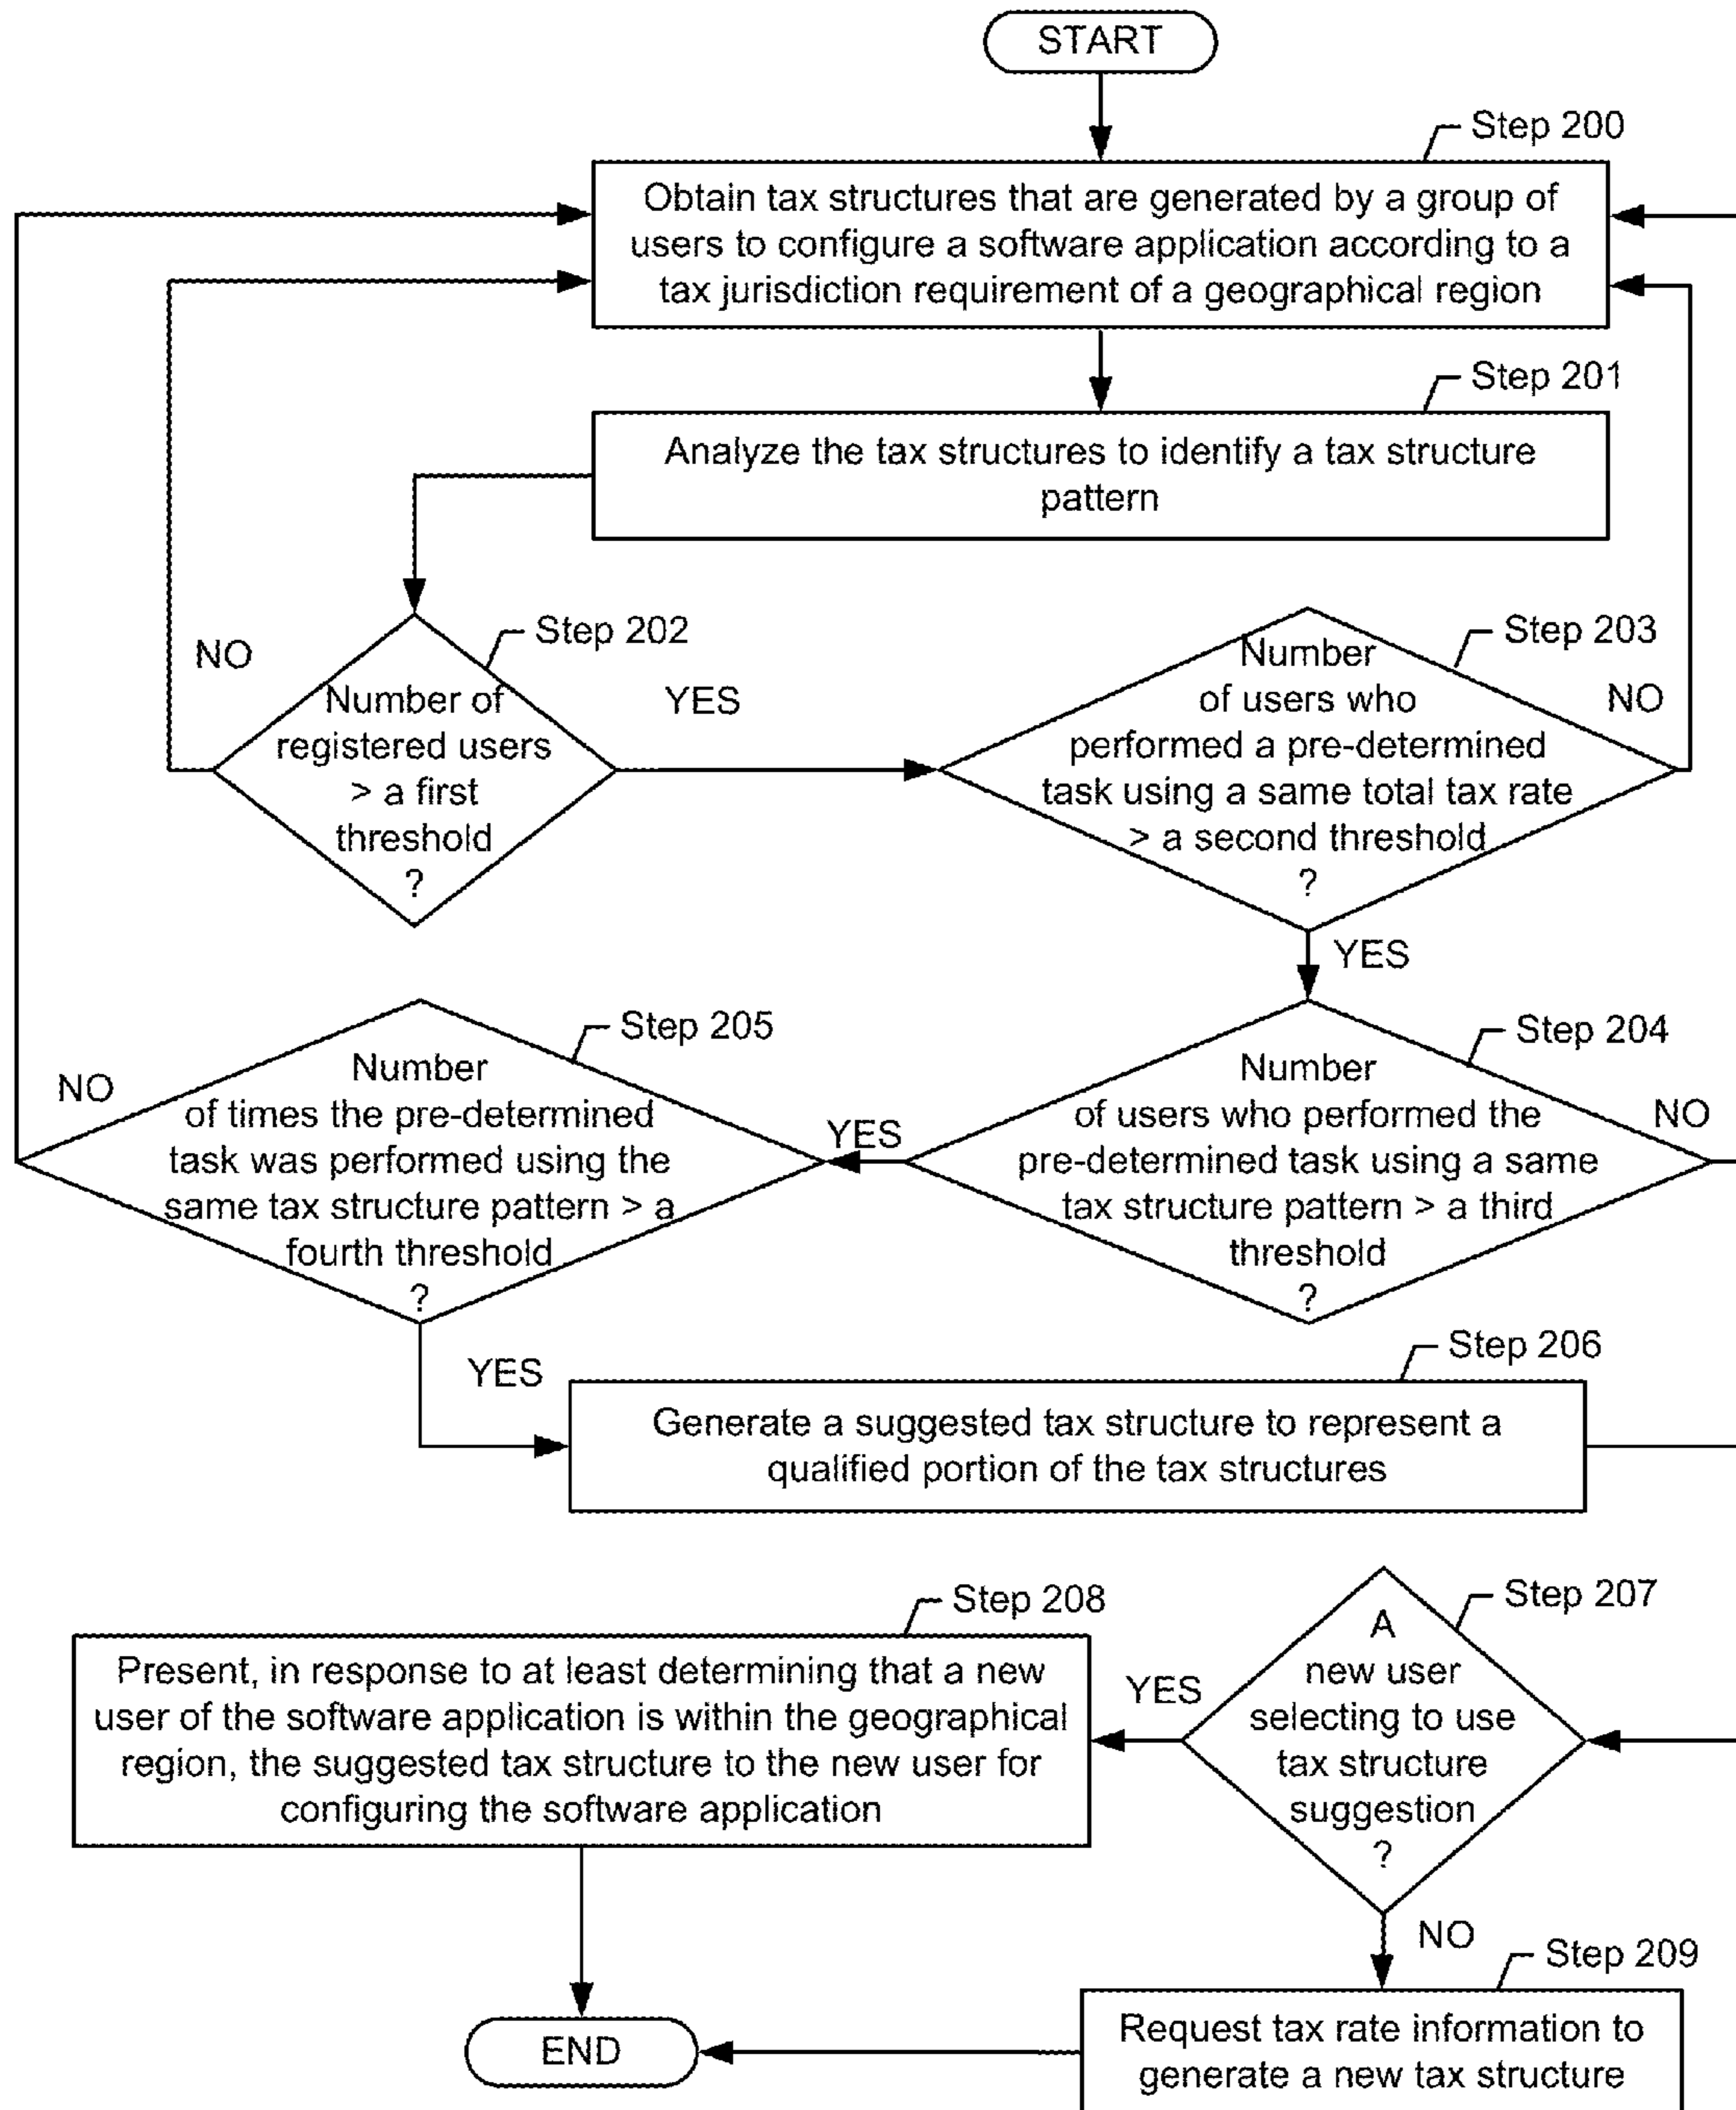 START
Step 200
Obtain tax structures that are generated by a group of
users to configure a software application according to a
tax jurisdiction requirement of a geographical region
Step 201
Analyze the tax structures to identify a tax structure
pattern
Step 202
NO
Number of
registered users
> a first
threshold
?
YES
Step 203
Number
of users who
performed a pre-determined
task using a same total tax rate
> a second threshold
?
NO
YES
Step 204
Number
of users who performed the
pre-determined task using a same
tax structure pattern > a third
threshold
?
NO
YES
Step 205
Number
of times the pre-determined
task was performed using the
same tax structure pattern > a
fourth threshold
?
NO
YES
Step 206
Generate a suggested tax structure to represent a
qualified portion of the tax structures
Step 207
A
new user
selecting to use
tax structure
suggestion
?
YES
Step 208
Present, in response to at least determining that a new
user of the software application is within the geographical
region, the suggested tax structure to the new user for
configuring the software application
NO
Step 209
Request tax rate information to
generate a new tax structure
END